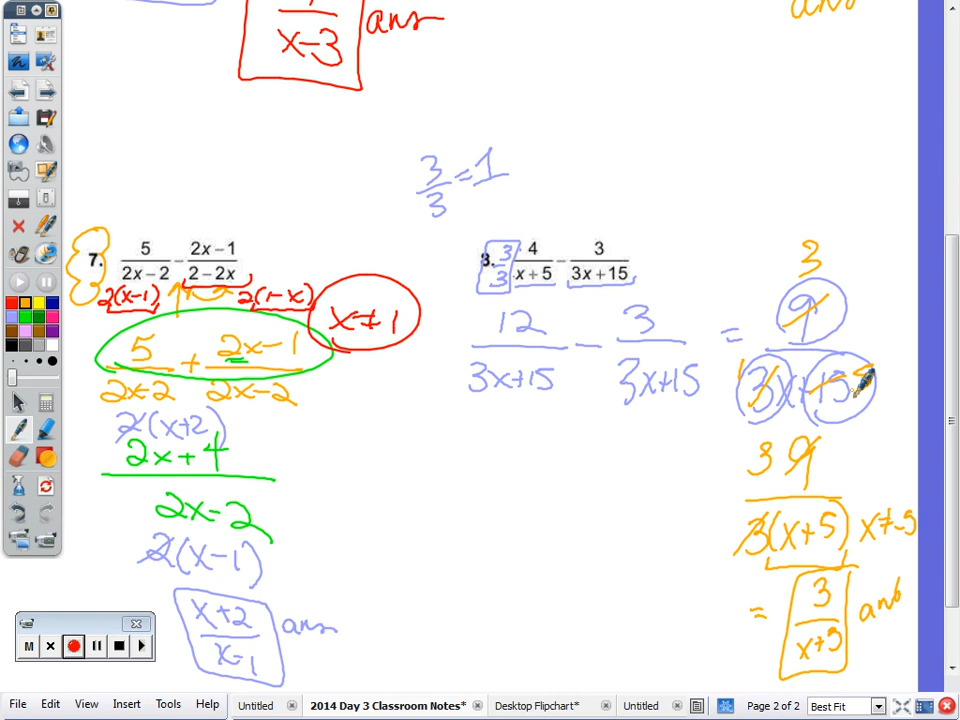 x-3
ans
ans
3/3 = 1
7. 5/(2x – 2) – (2x – 1)/(2 – 2x)
2(x-1)
2(1-x)
x≠1
5/(2x-2) + (2x-1)/(2x-2)
2(x+2)
2x+4
2x-2
2(x-1)
(x+2)/(x-1) ans
8. 3/3 4/(x + 5) – 3/(3x + 15)
12/(3x+15) - 3/(3x+15) = 9/(3x+15)
3
5
3 9
3(x+5) x≠-5
= 3/(x+5) ans
M
File Edit View Insert Tools Help Untitled 2014 Day 3 Classroom Notes* Desktop Flipchart* Untitled Page 2 of 2 Best Fit